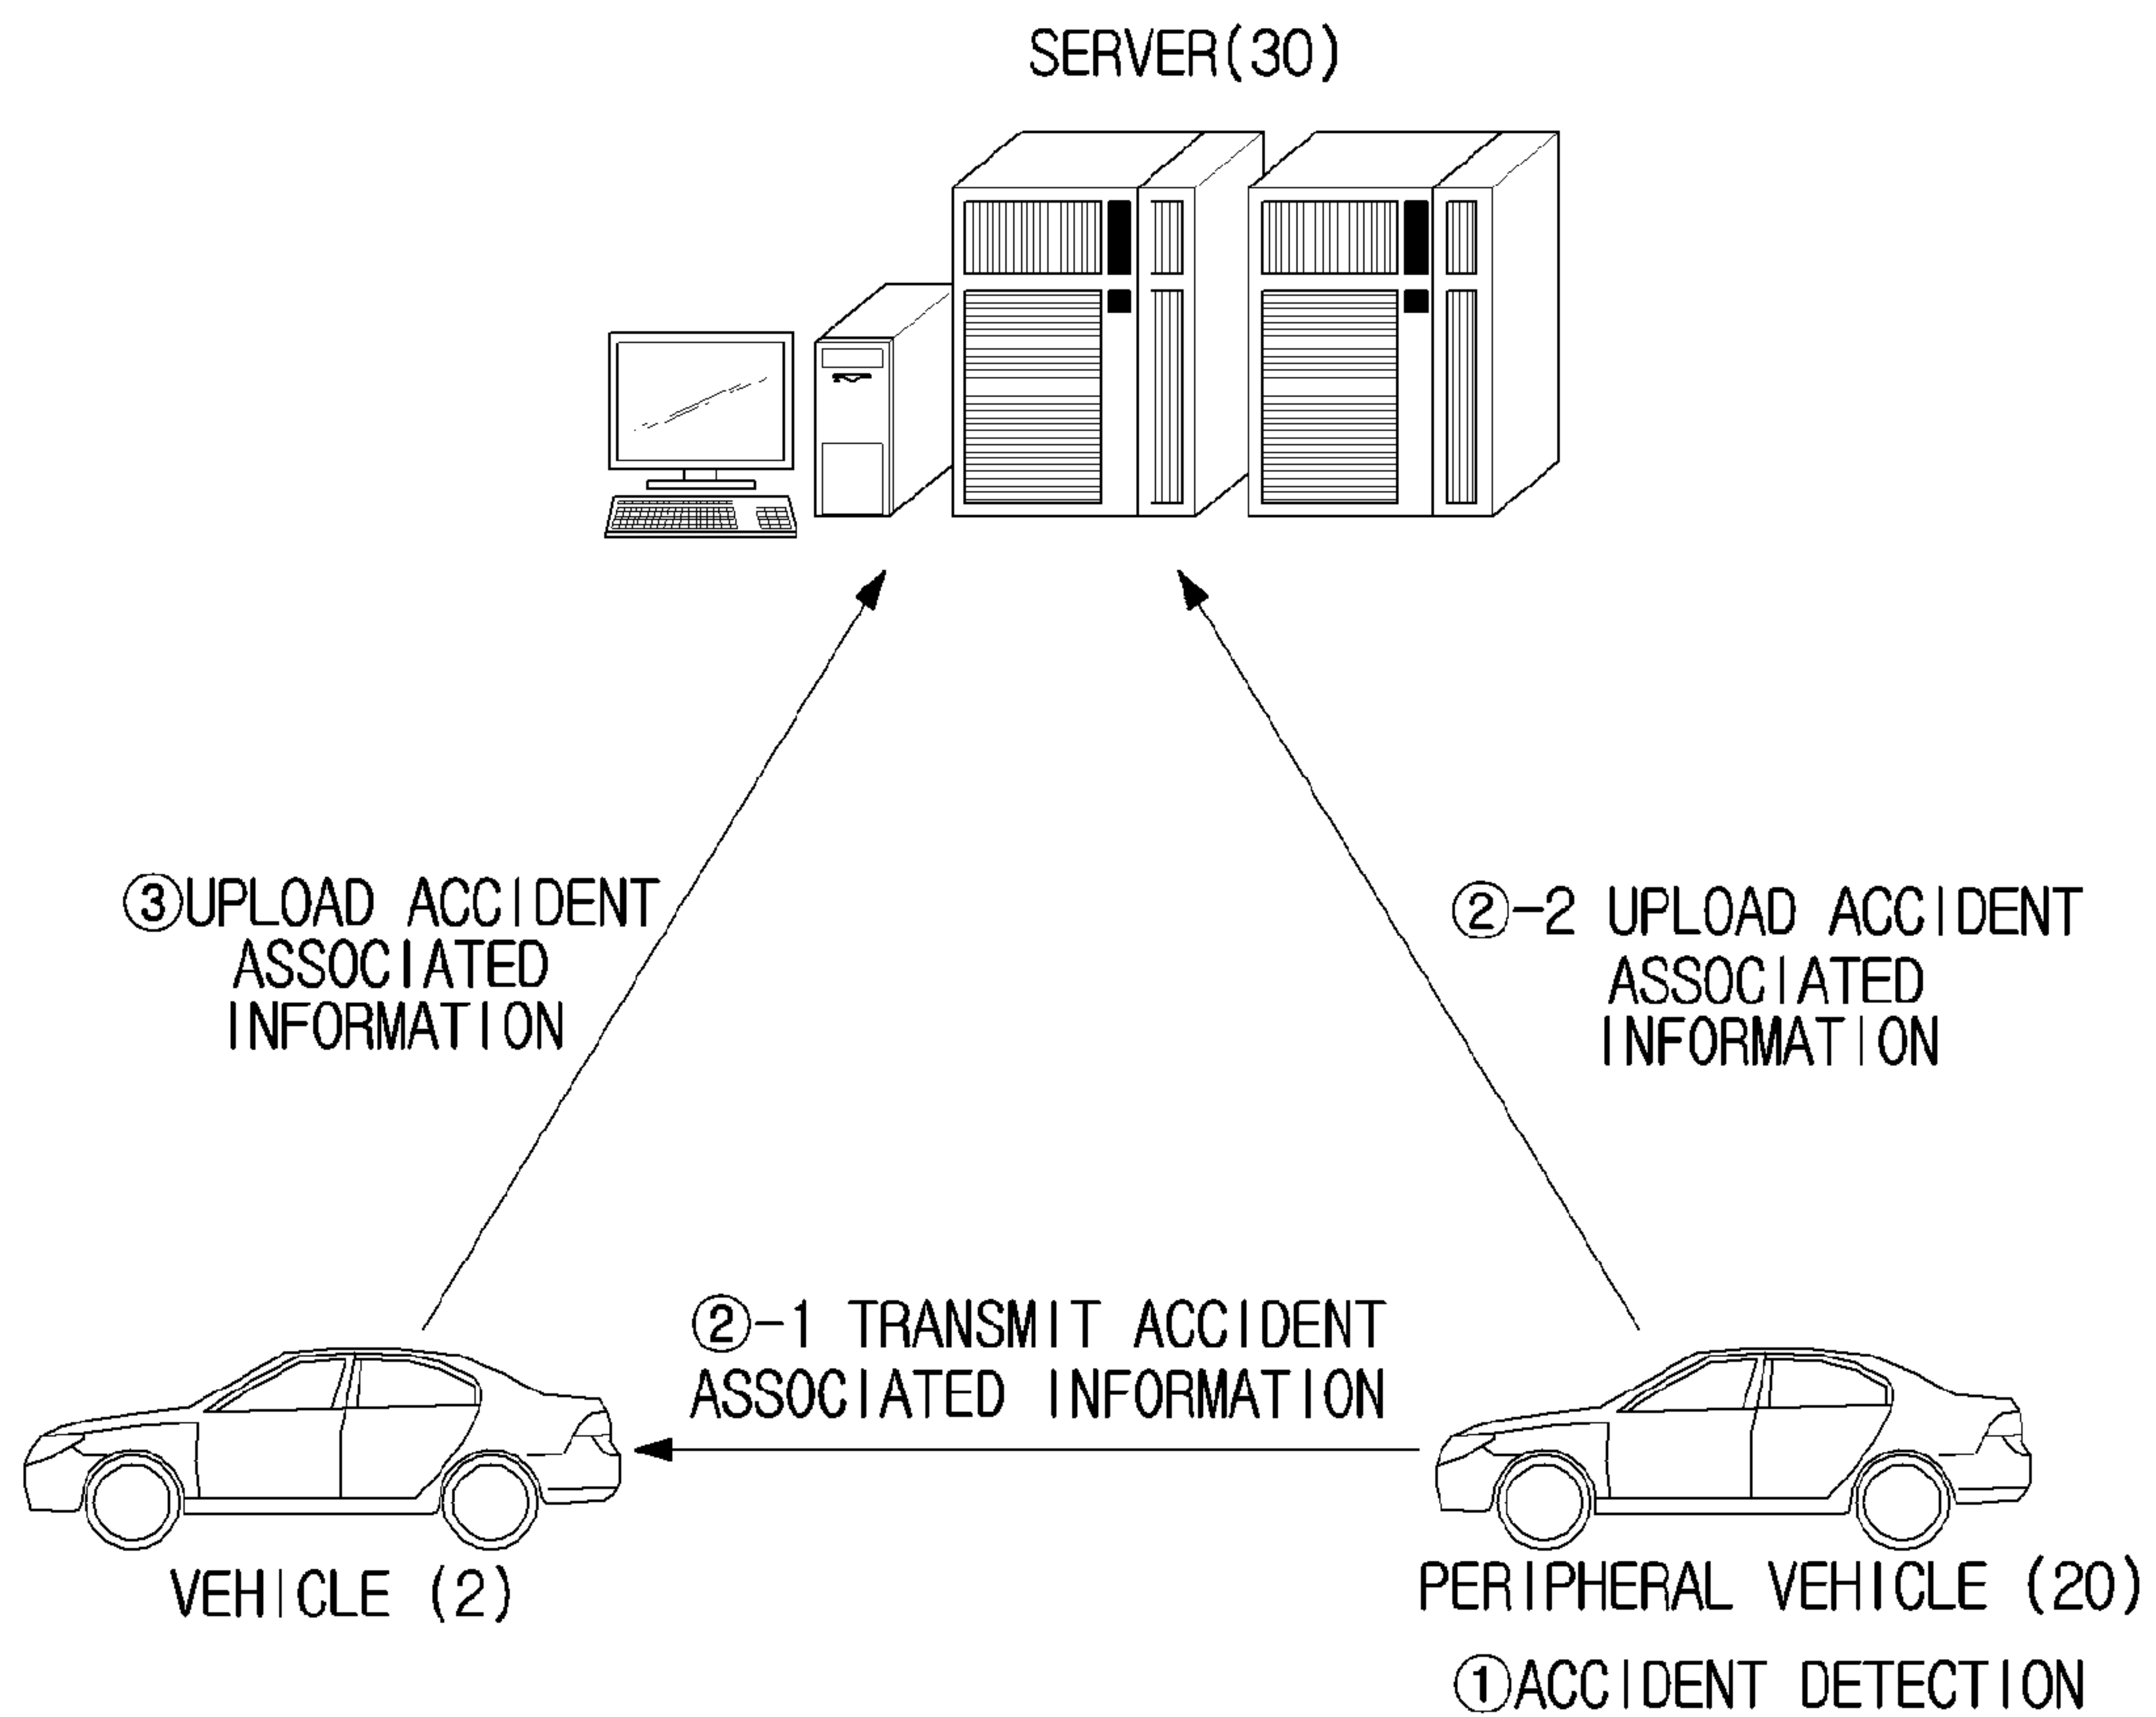 SERVER(30)
③UPLOAD ACCIDENT
ASSOCIATED
INFORMATION
②-2 UPLOAD ACCIDENT
ASSOCIATED
INFORMATION
②-1 TRANSMIT ACCIDENT
ASSOCIATED INFORMATION
VEHICLE (2)
PERIPHERAL VEHICLE (20)
①ACCIDENT DETECTION